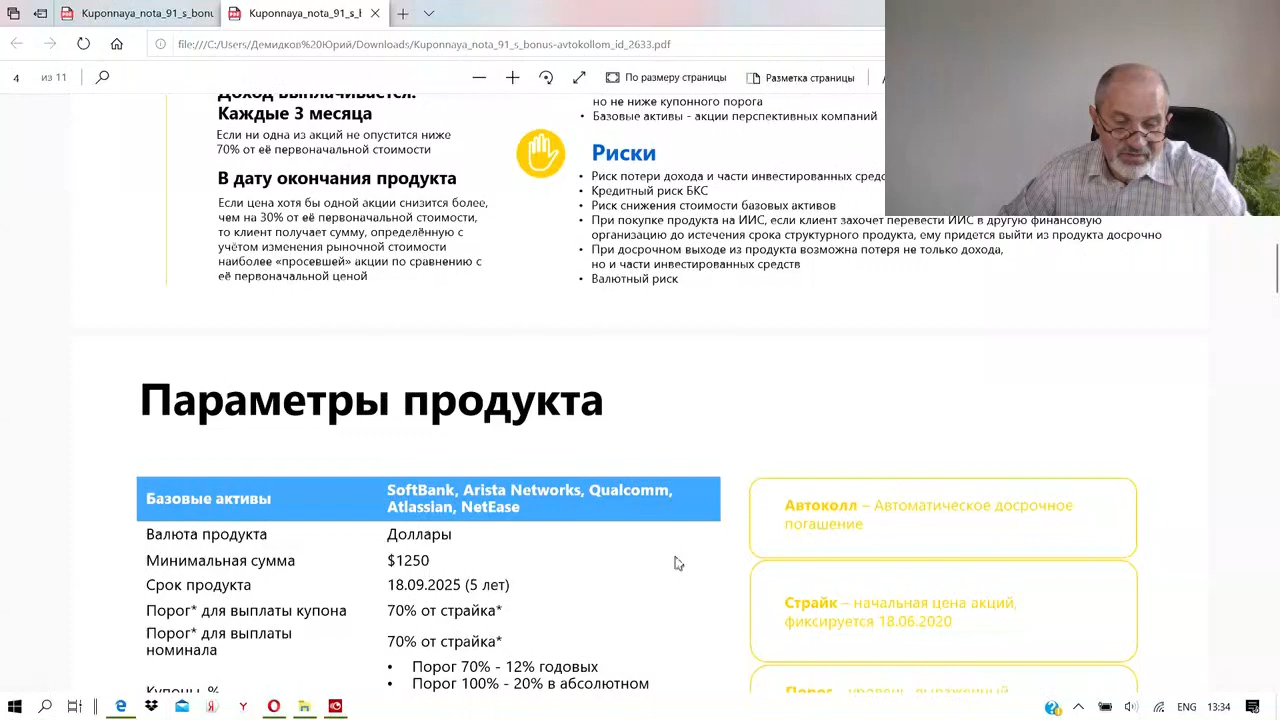 Kuponnaya_nota_91_s_bonu
Kuponnaya_nota_91_s_b
file:///C:/Users/Демидков%20Юрий/Downloads/Kuponnaya_nota_91_s_bonus-avtokollom_id_2633.pdf
4 из 11
По размеру страницы
Разметка страницы
Доход выплачивается:
Каждые 3 месяца
Если ни одна из акций не опустится ниже
70% от её первоначальной стоимости
В дату окончания продукта
Если цена хотя бы одной акции снизится более,
чем на 30% от её первоначальной стоимости,
то клиент получает сумму, определённую с
учётом изменения рыночной стоимости
наиболее «просевшей» акции по сравнению с
её первоначальной ценой
но не ниже купонного порога
• Базовые активы - акции перспективных компаний
Риски
• Риск потери дохода и части инвестированных средс
• Кредитный риск БКС
• Риск снижения стоимости базовых активов
• При покупке продукта на ИИС, если клиент захочет перевести ИИС в другую финансовую
организацию до истечения срока структурного продукта, ему придется выйти из продукта досрочно
• При досрочном выходе из продукта возможна потеря не только дохода,
но и части инвестированных средств
• Валютный риск
Параметры продукта
Базовые активы
SoftBank, Arista Networks, Qualcomm,
Atlassian, NetEase
Валюта продукта Доллары
Минимальная сумма $1250
Срок продукта 18.09.2025 (5 лет)
Порог* для выплаты купона 70% от страйка*
Порог* для выплаты
номинала
70% от страйка*
• Порог 70% - 12% годовых
• Порог 100% - 20% в абсолютном
Купоны, %
Автоколл – Автоматическое досрочное
погашение
Страйк – начальная цена акций,
фиксируется 18.06.2020
Порог – уровень, выраженный
ENG 13:34